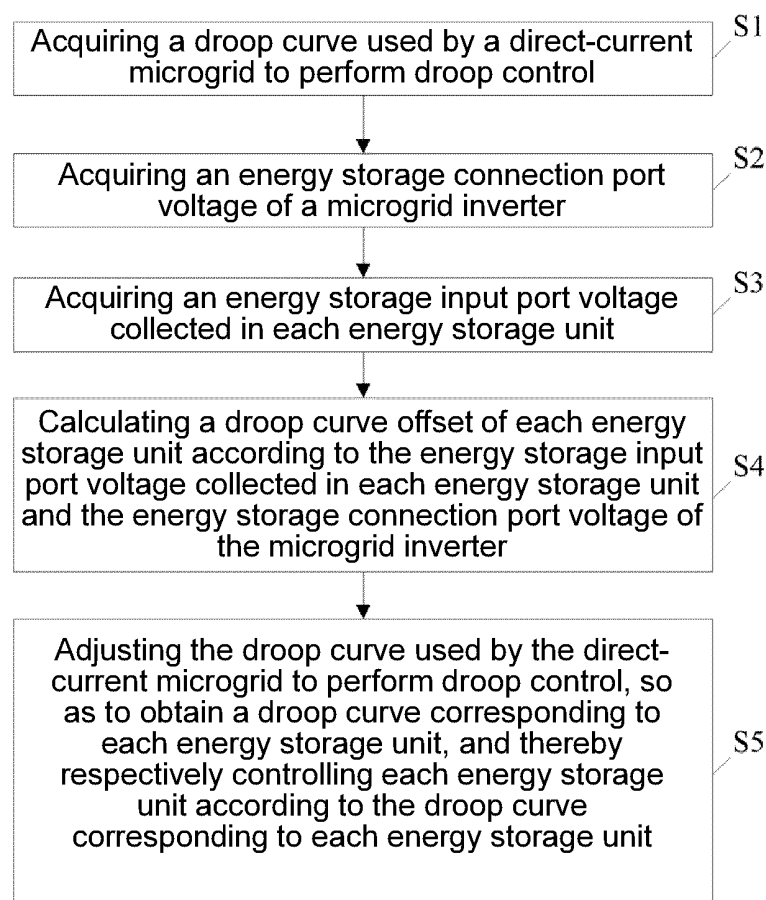 Acquiring a droop curve used by a direct-current
microgrid to perform droop control
S1
Acquiring an energy storage connection port
voltage of a microgrid inverter
S2
Acquiring an energy storage input port voltage
collected in each energy storage unit
S3
Calculating a droop curve offset of each energy
storage unit according to the energy storage input
port voltage collected in each energy storage unit
and the energy storage connection port voltage of
the microgrid inverter
S4
Adjusting the droop curve used by the direct-
current microgrid to perform droop control, so
as to obtain a droop curve corresponding to
each energy storage unit, and thereby
respectively controlling each energy storage
unit according to the droop curve
corresponding to each energy storage unit
S5